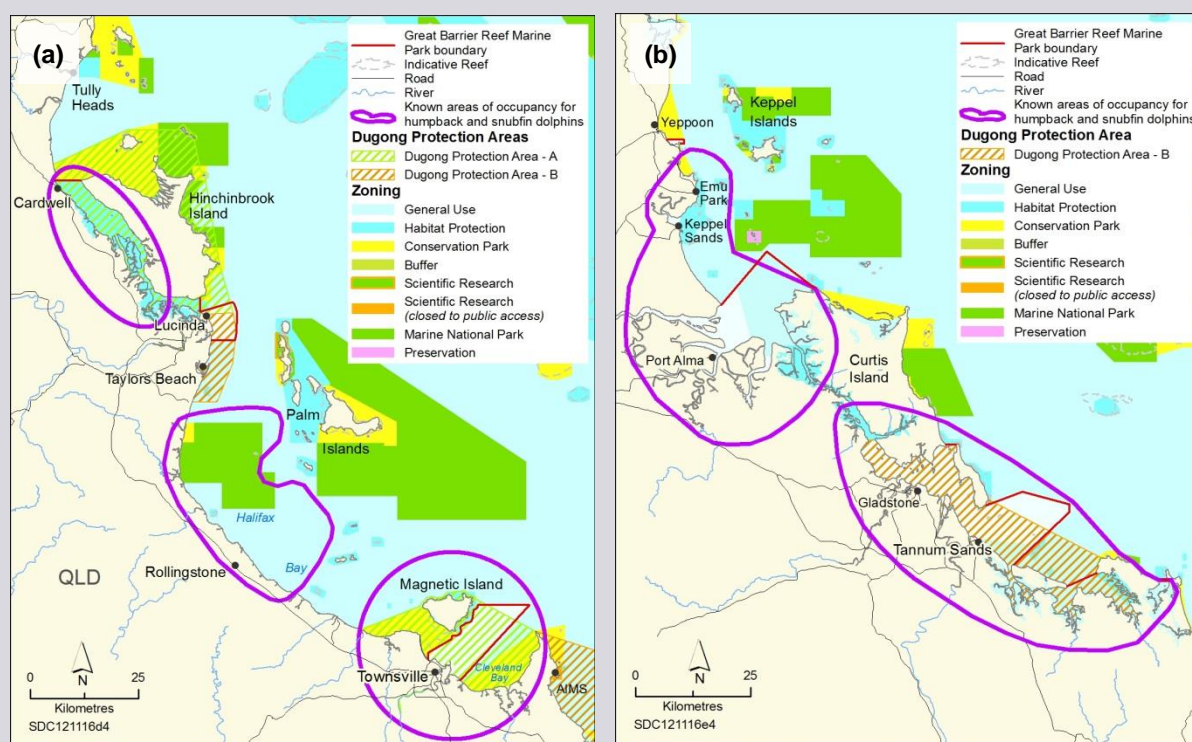 (a)
Great Barrier Reef Marine
Park boundary
Indicative Reef
Road
River
Known areas of occupancy for
humpback and snubfin dolphins
Dugong Protection Areas
Dugong Protection Area - A
Dugong Protection Area - B
Zoning
General Use
Habitat Protection
Conservation Park
Buffer
Scientific Research
Scientific Research
(closed to public access)
Marine National Park
Preservation
Tully
Heads
Cardwell
Hinchinbrook
Island
Lucinda
Taylors Beach
Palm
Islands
Halifax
Bay
Rollingstone
QLD
Magnetic Island
Townsville
Cleveland
Bay
AIMS
N
0 25
Kilometres
SDC121116d4
(b)
Great Barrier Reef Marine
Park boundary
Indicative Reef
Road
River
Known areas of occupancy for
humpback and snubfin dolphins
Dugong Protection Area
Dugong Protection Area - B
Zoning
General Use
Habitat Protection
Conservation Park
Buffer
Scientific Research
Scientific Research
(closed to public access)
Marine National Park
Preservation
Keppel
Islands
Yeppoon
Emu
Park
Keppel
Sands
Port Alma
Curtis
Island
Gladstone
Tannum Sands
N
0 25
Kilometres
SDC121116e4